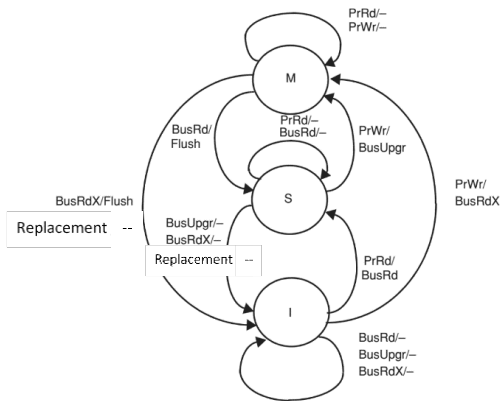 PrRd/–
PrWr/–
M
BusRd/
Flush
PrRd/–
BusRd/–
PrWr/
BusUpgr
BusRdX/Flush
Replacement --
S
PrWr/
BusRdX
BusUpgr/–
BusRdX/–
Replacement --
PrRd/
BusRd
I
BusRd/–
BusUpgr/–
BusRdX/–